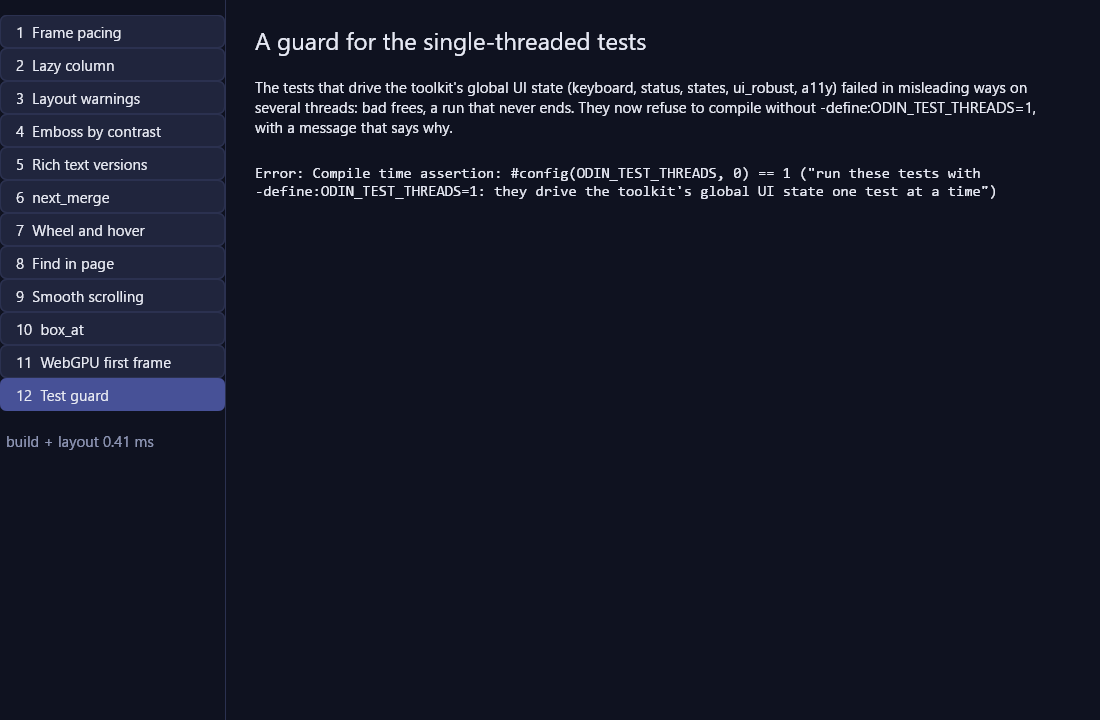 1 Frame pacing
2 Lazy column
3 Layout warnings
4 Emboss by contrast
5 Rich text versions
6 next_merge
7 Wheel and hover
8 Find in page
9 Smooth scrolling
10 box_at
11 WebGPU first frame
12 Test guard
build + layout 0.41 ms
A guard for the single-threaded tests
The tests that drive the toolkit's global UI state (keyboard, status, states, ui_robust, a11y) failed in misleading ways on
several threads: bad frees, a run that never ends. They now refuse to compile without -define:ODIN_TEST_THREADS=1,
with a message that says why.
Error: Compile time assertion: #config(ODIN_TEST_THREADS, 0) == 1 ("run these tests with
-define:ODIN_TEST_THREADS=1: they drive the toolkit's global UI state one test at a time")